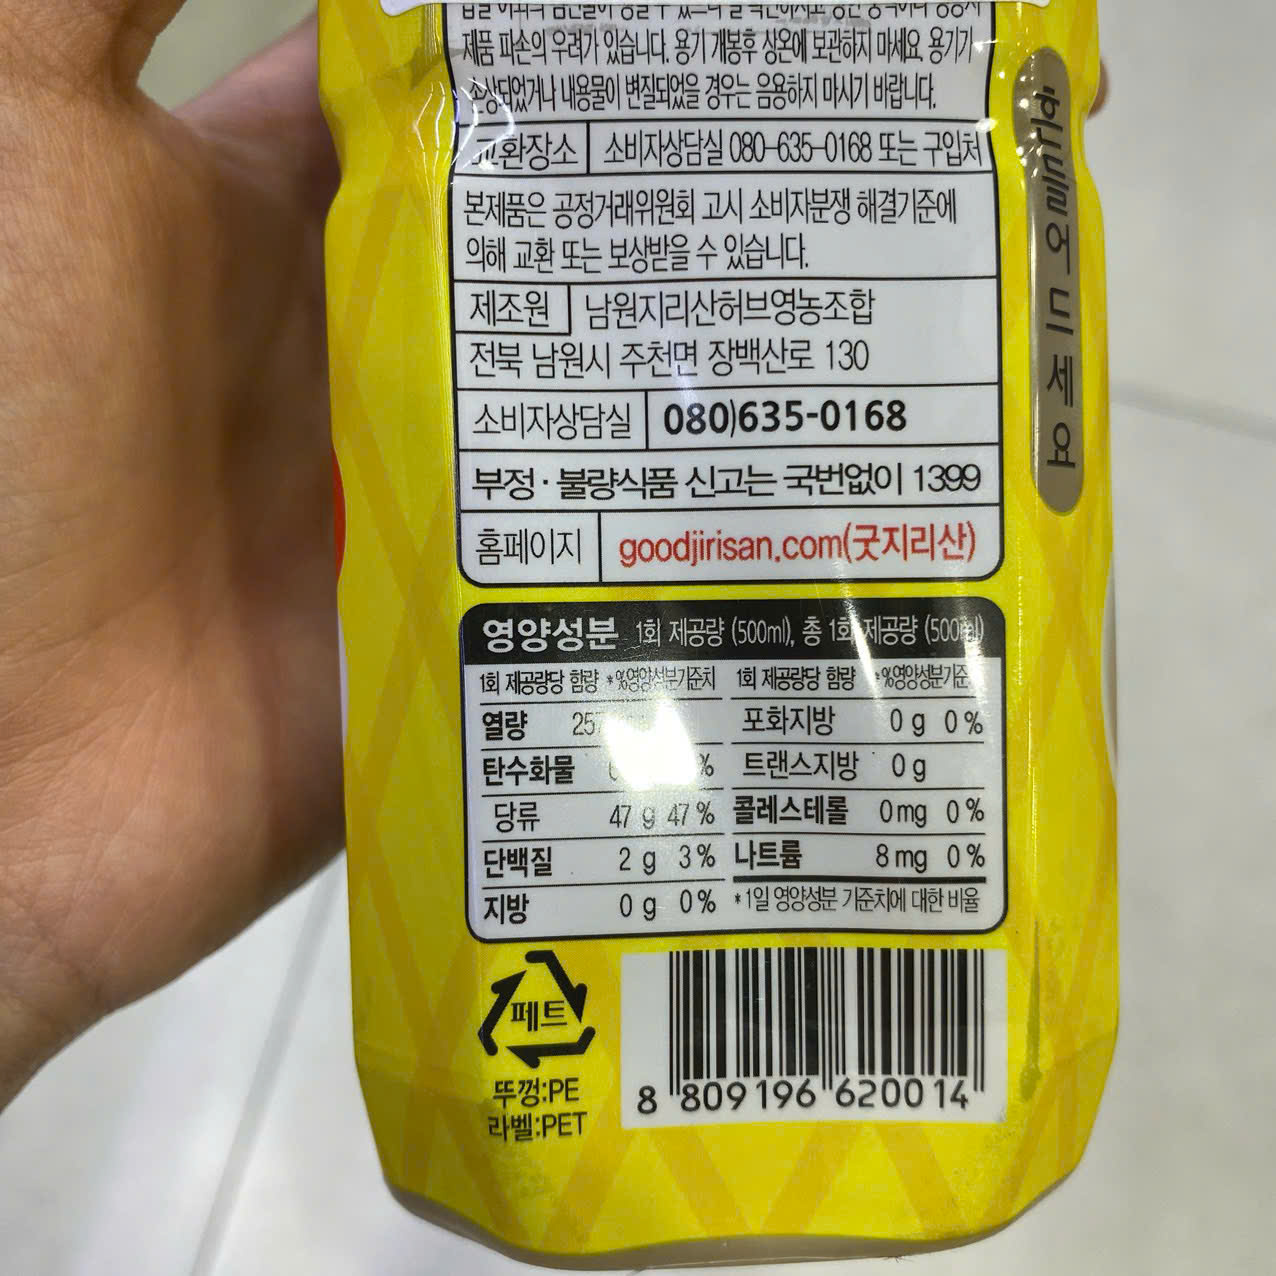 제품 파손의 우려가 있습니다. 용기 개봉후 상온에 보관하지 마세요. 용기가
손상되었거나 내용물이 변질되었을 경우는 음용하지 마시기 바랍니다.
교환장소 소비자상담실 080-635-0168 또는 구입처
본제품은 공정거래위원회 고시 소비자분쟁 해결기준에
의해 교환 또는 보상받을 수 있습니다.
제조원 남원지리산허브영농조합
전북 남원시 주천면 장백산로 130
소비자상담실 080)635-0168
부정·불량식품 신고는 국번없이 1399
홈페이지 goodjirisan.com(굿지리산)
영양성분 1회 제공량 (500ml), 총 1회 제공량 (500ml)
1회 제공량당 함량 *%영양성분기준치
열량
탄수화물 %
당류 47 g 47 %
단백질 2 g 3 %
지방 0 g 0 %
1회 제공량당 함량 *%영양성분기준
포화지방 0 g 0 %
트랜스지방 0 g
콜레스테롤 0 mg 0 %
나트륨 8 mg 0 %
*1일 영양성분 기준치에 대한 비율
페트
뚜껑:PE
라벨:PET
8 809196 620014
세
요